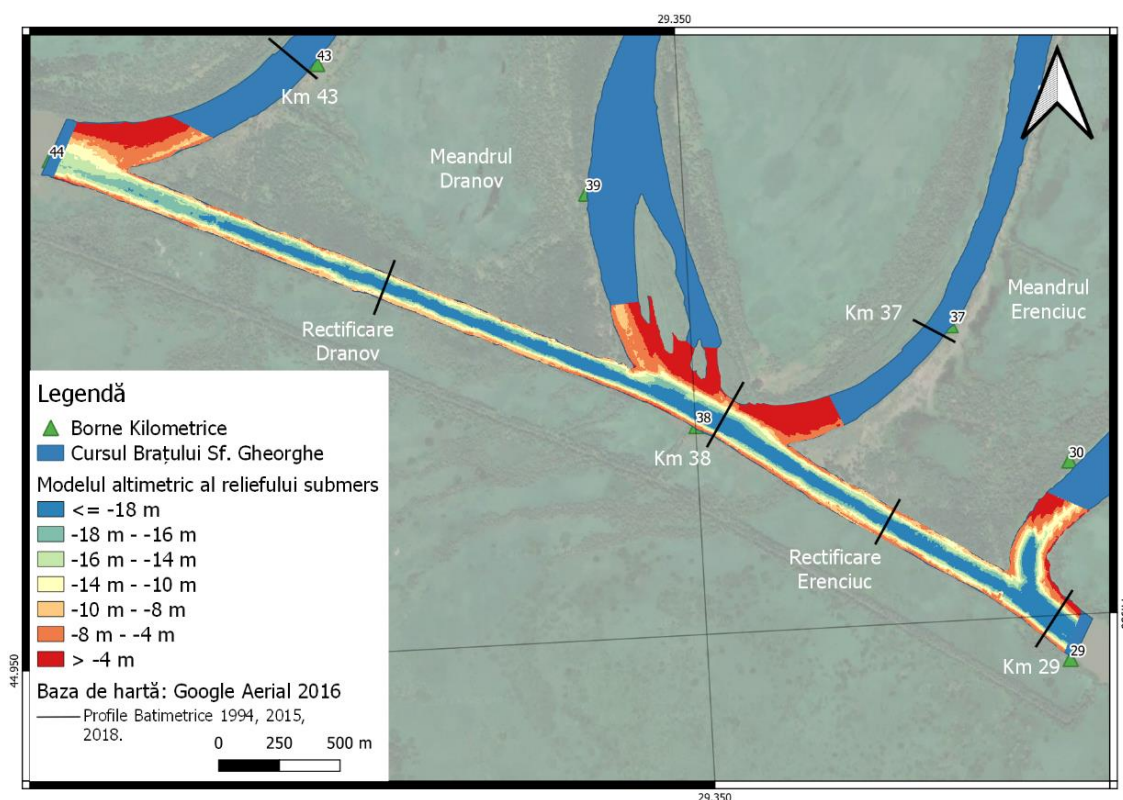 29.350
43
Km 43
44
Meandrul
Dranov
39
Km 37
37
Meandrul
Erenciuc
Rectificare
Dranov
38
Km 38
30
Rectificare
Erenciuc
Km 29
29
44.950
Legendă
Borne Kilometrice
Cursul Brațului Sf. Gheorghe
Modelul altimetric al reliefului submers
<= -18 m
-18 m - -16 m
-16 m - -14 m
-14 m - -10 m
-10 m - -8 m
-8 m - -4 m
> -4 m
Baza de hartă: Google Aerial 2016
Profile Batimetrice 1994, 2015,
2018.
0 250 500 m
29.350